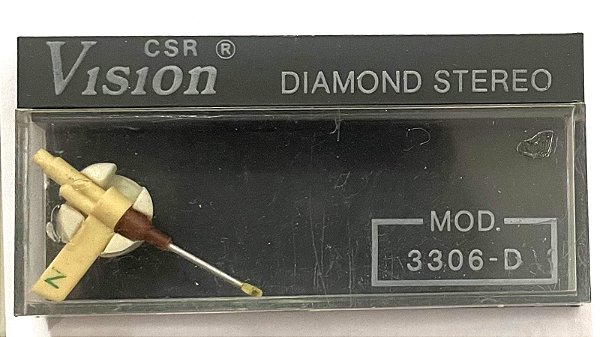 CSR ®
Vision
DIAMOND STEREO
MOD.
3306-D
N